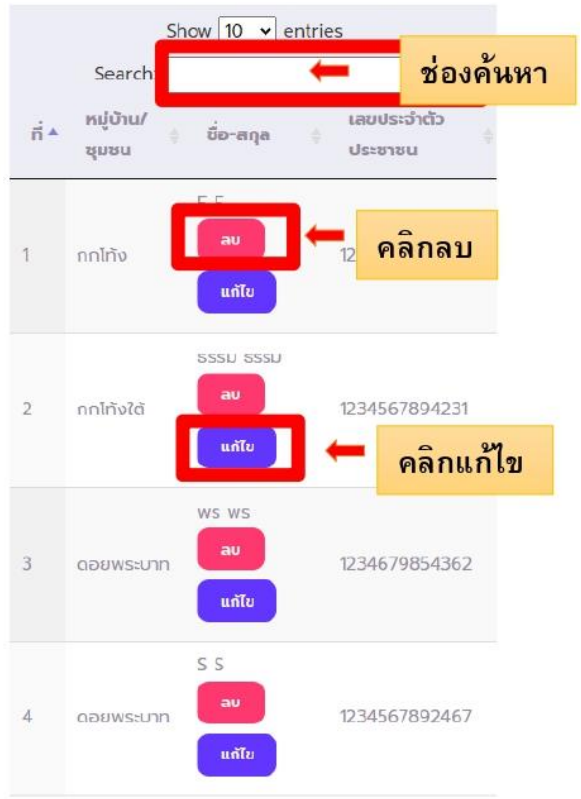 Show 10 entries
Search: ช่องค้นหา
ที่ หมู่บ้าน/ชุมชน ชื่อ-สกุล เลขประจำตัวประชาชน
ลบ คลิกลบ
1 กกโท้ง 12
แก้ไข
ธรรม ธรรม
ลบ
2 กกโท้งใต้ 1234567894231
แก้ไข คลิกแก้ไข
พร พร
ลบ
3 ดอยพระบาท 1234679854362
แก้ไข
S S
ลบ
4 ดอยพระบาท 1234567892467
แก้ไข